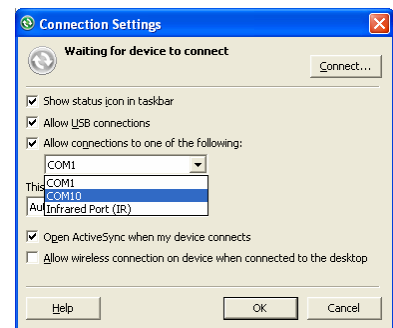 Connection Settings
Waiting for device to connect
Connect...
Show status icon in taskbar
Allow USB connections
Allow connections to one of the following:
COM1
COM1
This
COM10
Infrared Port (IR)
Open ActiveSync when my device connects
Allow wireless connection on device when connected to the desktop
Help
OK
Cancel